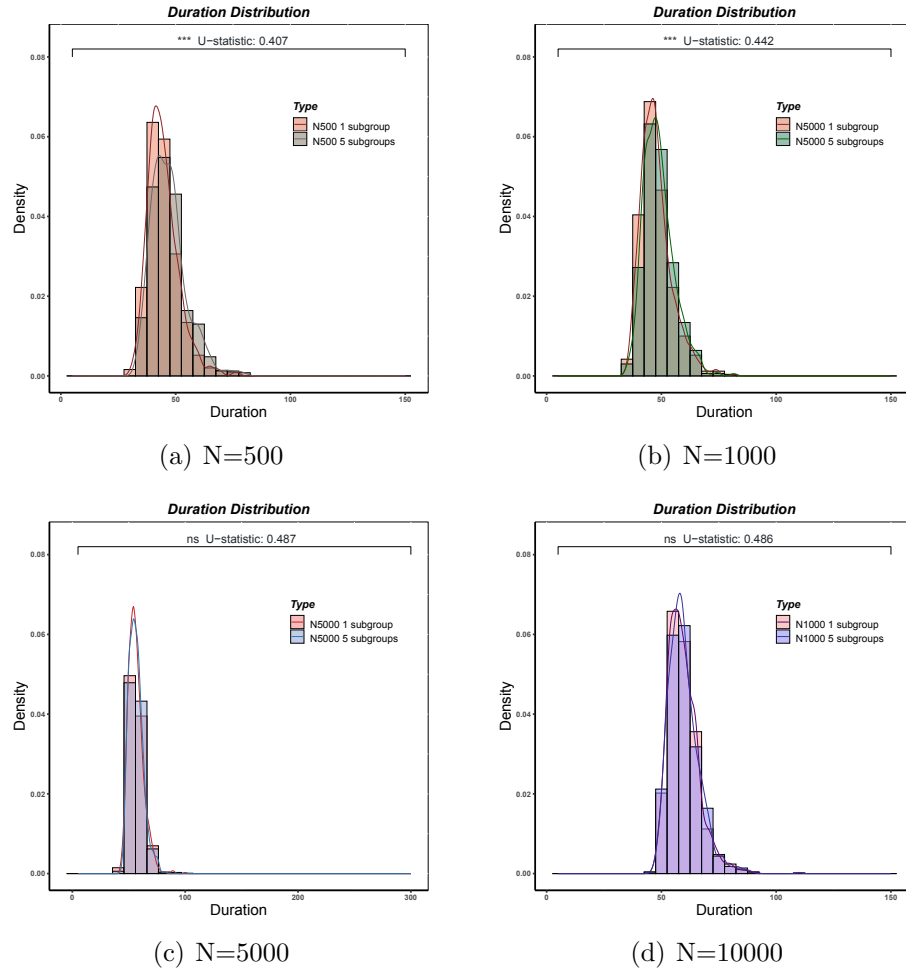 Duration Distribution
*** U-statistic: 0.407
0.08
Type
N500 1 subgroup
N500 5 subgroups
0.06
Density
0.04
0.02
0.00
0 50 100 150
Duration
(a) N=500
Duration Distribution
*** U-statistic: 0.442
0.08
Type
N5000 1 subgroup
N5000 5 subgroups
0.06
Density
0.04
0.02
0.00
0 50 100 150
Duration
(b) N=1000
Duration Distribution
ns U-statistic: 0.487
0.08
Type
N5000 1 subgroup
N5000 5 subgroups
0.06
Density
0.04
0.02
0.00
0 100 200 300
Duration
(c) N=5000
Duration Distribution
ns U-statistic: 0.486
0.08
Type
N1000 1 subgroup
N1000 5 subgroups
0.06
Density
0.04
0.02
0.00
0 50 100 150
Duration
(d) N=10000